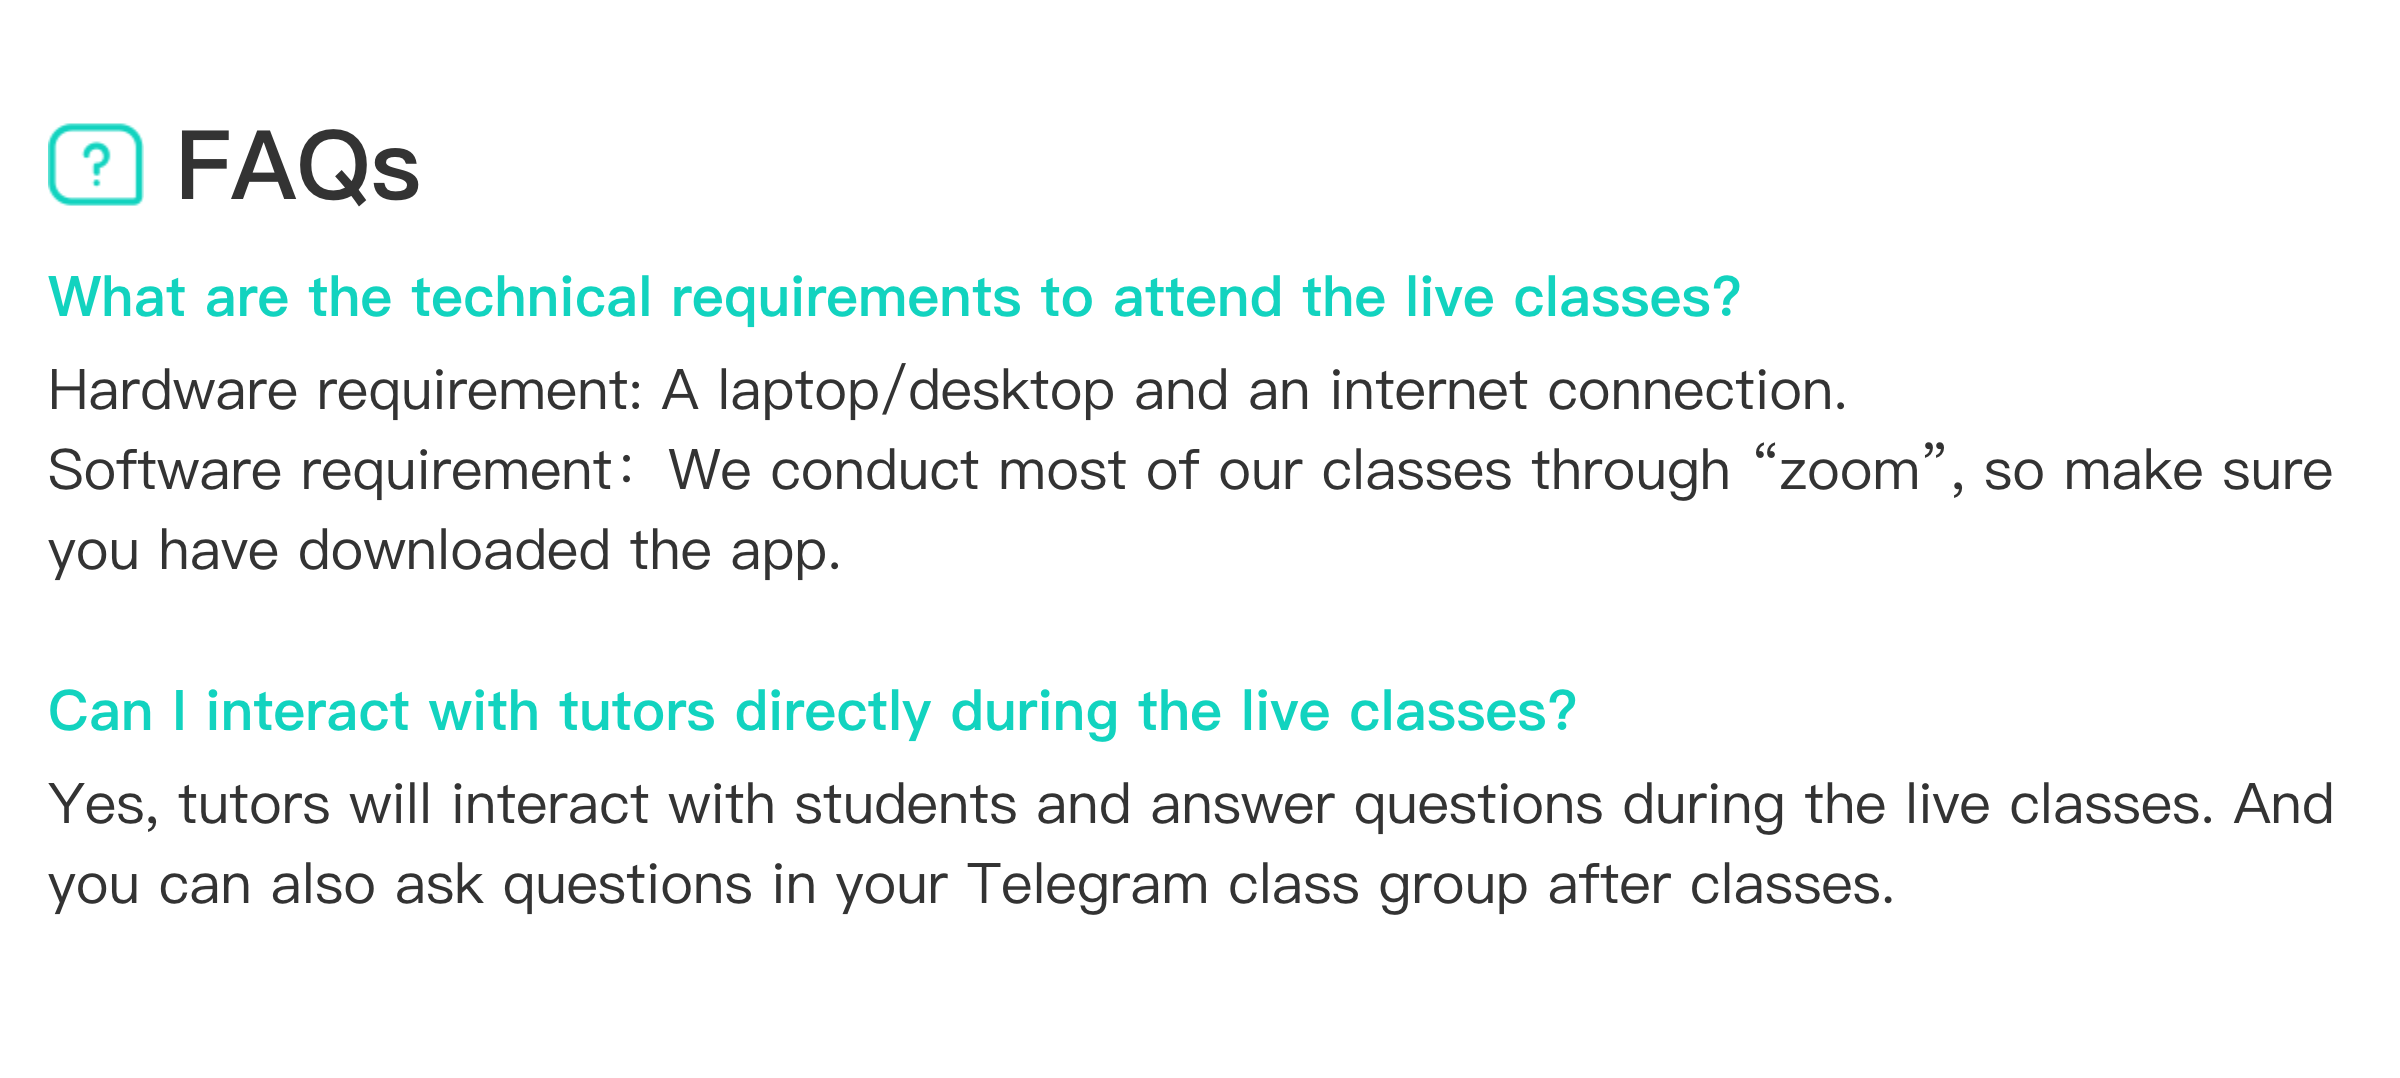 FAQs
What are the technical requirements to attend the live classes?
Hardware requirement: A laptop/desktop and an internet connection.
Software requirement：We conduct most of our classes through “zoom”, so make sure
you have downloaded the app.
Can I interact with tutors directly during the live classes?
Yes, tutors will interact with students and answer questions during the live classes. And
you can also ask questions in your Telegram class group after classes.